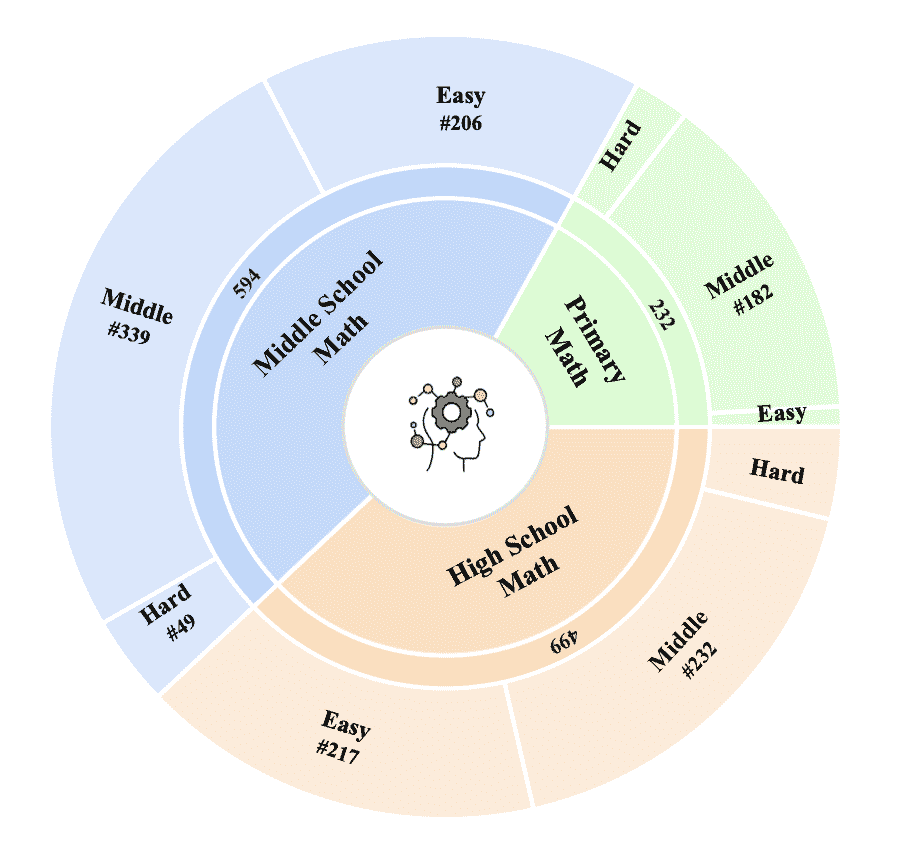 Easy
#206
Hard
Middle
#182
Easy
232
Primary
Math
594
Middle School
Math
Middle
#339
Hard
#49
High School
Math
499
Hard
Middle
#232
Easy
#217